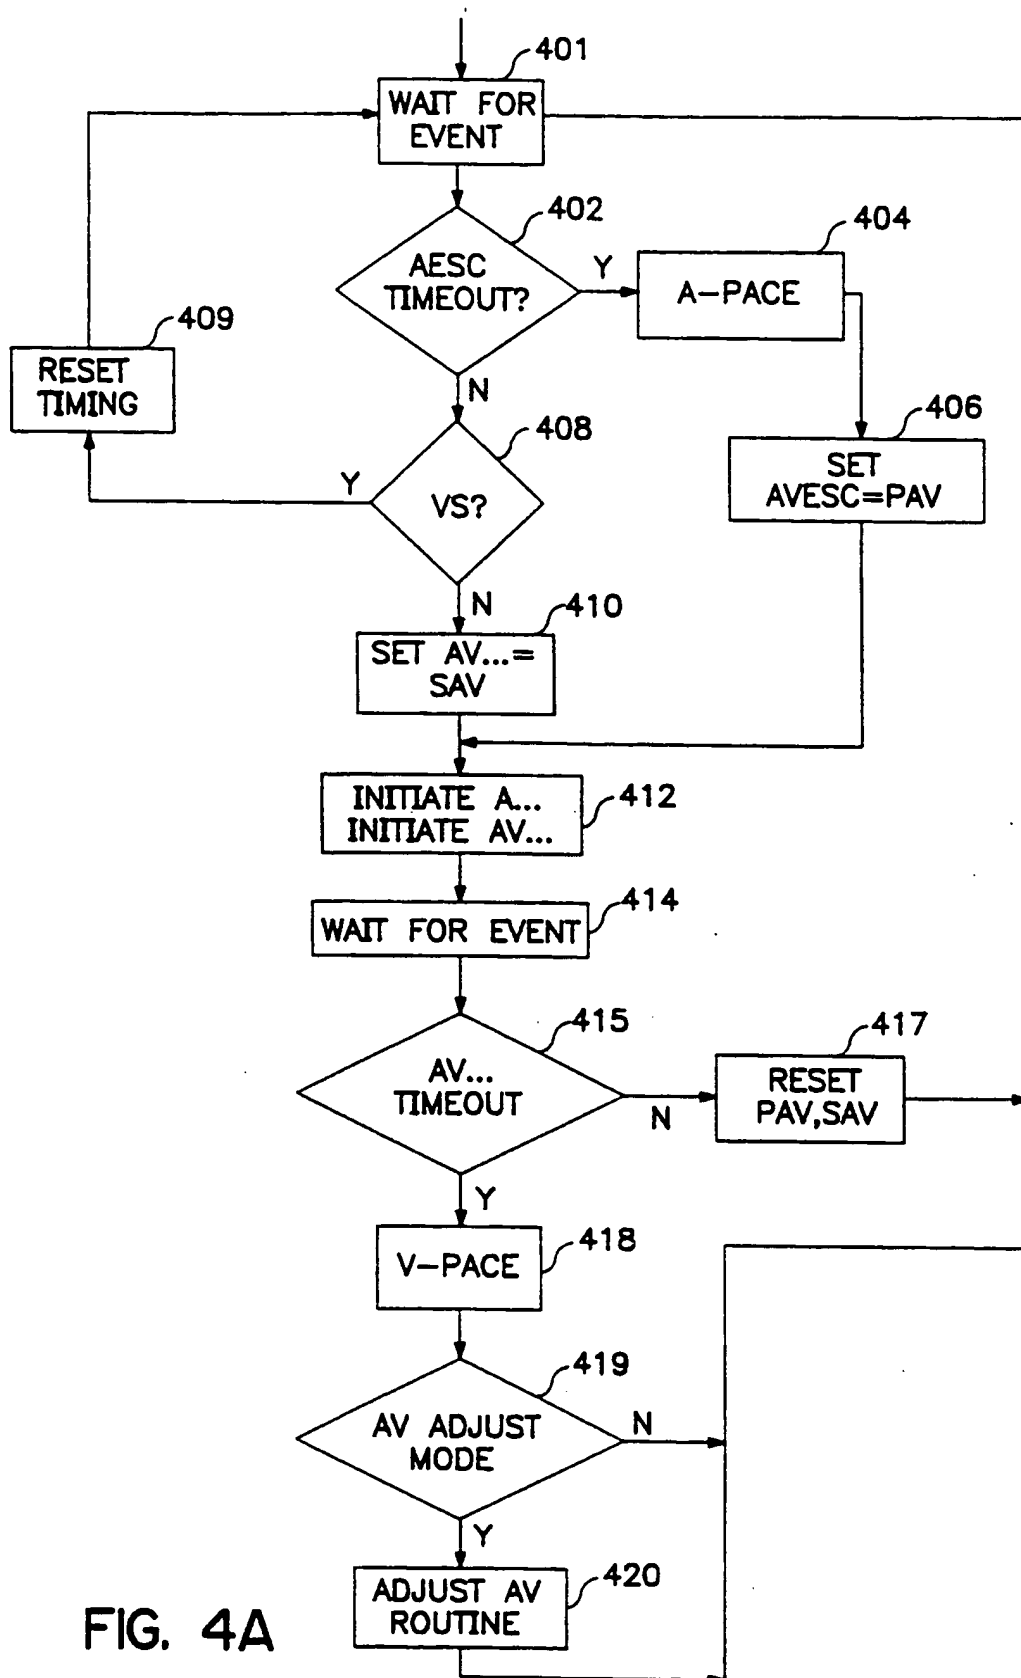 401
WAIT FOR
EVENT
402
AESC
TIMEOUT?
Y
404
A-PACE
409
RESET
TIMING
N
408
VS?
Y
406
SET
AVESC=PAV
N
410
SET AV...=
SAV
INITIATE A...
INITIATE AV...
412
414
WAIT FOR EVENT
415
AV...
TIMEOUT
N
417
RESET
PAV,SAV
Y
418
V-PACE
419
AV ADJUST
MODE
N
Y
420
ADJUST AV
ROUTINE
FIG. 4A